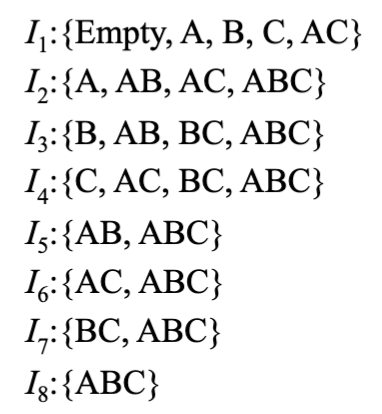 I₁:{Empty, A, B, C, AC}
I₂:{A, AB, AC, ABC}
I₃:{B, AB, BC, ABC}
I₄:{C, AC, BC, ABC}
I₅:{AB, ABC}
I₆:{AC, ABC}
I₇:{BC, ABC}
I₈:{ABC}